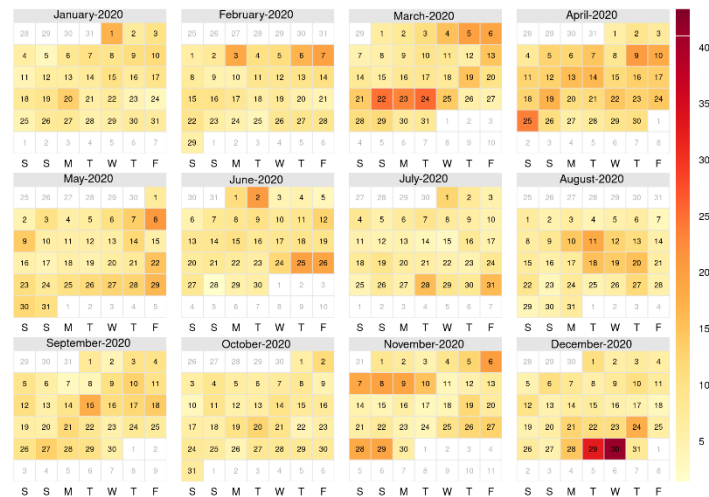 January-2020
28 29 30 31 1 2 3
4 5 6 7 8 9 10
11 12 13 14 15 16 17
18 19 20 21 22 23 24
25 26 27 28 29 30 31
1 2 3 4 5 6 7
S S M T W T F
February-2020
25 26 27 28 29 30 31
1 2 3 4 5 6 7
8 9 10 11 12 13 14
15 16 17 18 19 20 21
22 23 24 25 26 27 28
29 1 2 3 4 5 6
S S M T W T F
March-2020
29 1 2 3 4 5 6
7 8 9 10 11 12 13
14 15 16 17 18 19 20
21 22 23 24 25 26 27
28 29 30 31 1 2 3
4 5 6 7 8 9 10
S S M T W T F
April-2020
28 29 30 31 1 2 3
4 5 6 7 8 9 10
11 12 13 14 15 16 17
18 19 20 21 22 23 24
25 26 27 28 29 30 1
2 3 4 5 6 7 8
S S M T W T F
May-2020
25 26 27 28 29 30 1
2 3 4 5 6 7 8
9 10 11 12 13 14 15
16 17 18 19 20 21 22
23 24 25 26 27 28 29
30 31 1 2 3 4 5
S S M T W T F
June-2020
30 31 1 2 3 4 5
6 7 8 9 10 11 12
13 14 15 16 17 18 19
20 21 22 23 24 25 26
27 28 29 30 1 2 3
4 5 6 7 8 9 10
S S M T W T F
July-2020
27 28 29 30 1 2 3
4 5 6 7 8 9 10
11 12 13 14 15 16 17
18 19 20 21 22 23 24
25 26 27 28 29 30 31
1 2 3 4 5 6 7
S S M T W T F
August-2020
25 26 27 28 29 30 31
1 2 3 4 5 6 7
8 9 10 11 12 13 14
15 16 17 18 19 20 21
22 23 24 25 26 27 28
29 30 31 1 2 3 4
S S M T W T F
September-2020
29 30 31 1 2 3 4
5 6 7 8 9 10 11
12 13 14 15 16 17 18
19 20 21 22 23 24 25
26 27 28 29 30 1 2
3 4 5 6 7 8 9
S S M T W T F
October-2020
26 27 28 29 30 1 2
3 4 5 6 7 8 9
10 11 12 13 14 15 16
17 18 19 20 21 22 23
24 25 26 27 28 29 30
31 1 2 3 4 5 6
S S M T W T F
November-2020
31 1 2 3 4 5 6
7 8 9 10 11 12 13
14 15 16 17 18 19 20
21 22 23 24 25 26 27
28 29 30 1 2 3 4
5 6 7 8 9 10 11
S S M T W T F
December-2020
28 29 30 1 2 3 4
5 6 7 8 9 10 11
12 13 14 15 16 17 18
19 20 21 22 23 24 25
26 27 28 29 30 31 1
2 3 4 5 6 7 8
S S M T W T F
40
35
30
25
20
15
10
5